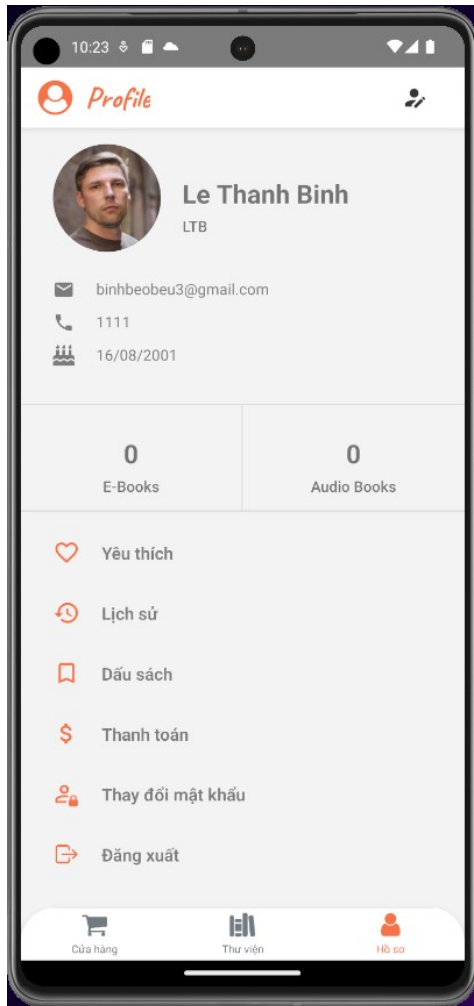 10:23
Profile
Le Thanh Binh
LTB
binhbeobeu3@gmail.com
1111
16/08/2001
0
E-Books
0
Audio Books
Yêu thích
Lịch sử
Dấu sách
Thanh toán
Thay đổi mật khẩu
Đăng xuất
Cửa hàng
Thư viện
Hồ sơ